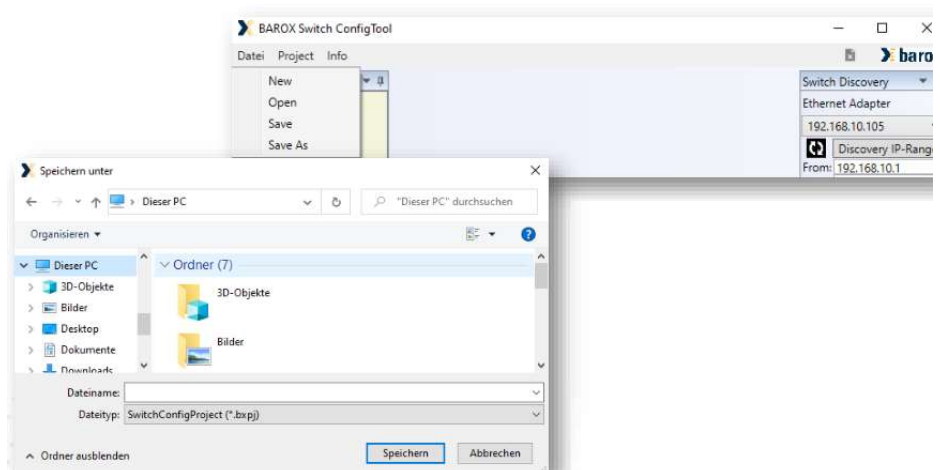 BAROX Switch ConfigTool
Datei Project Info
New
Open
Save
Save As
Switch Discovery
Ethernet Adapter
192.168.10.105
Discovery IP-Rang
From: 192.168.10.1
baro
Speichern unter
Dieser PC
"Dieser PC" durchsuchen
Organisieren
Dieser PC
3D-Objekte
Bilder
Desktop
Dokumente
Downloads
Ordner (7)
3D-Objekte
Bilder
Dateiname:
Dateityp: SwitchConfigProject (*.bxpj)
Ordner ausblenden
Speichern
Abbrechen